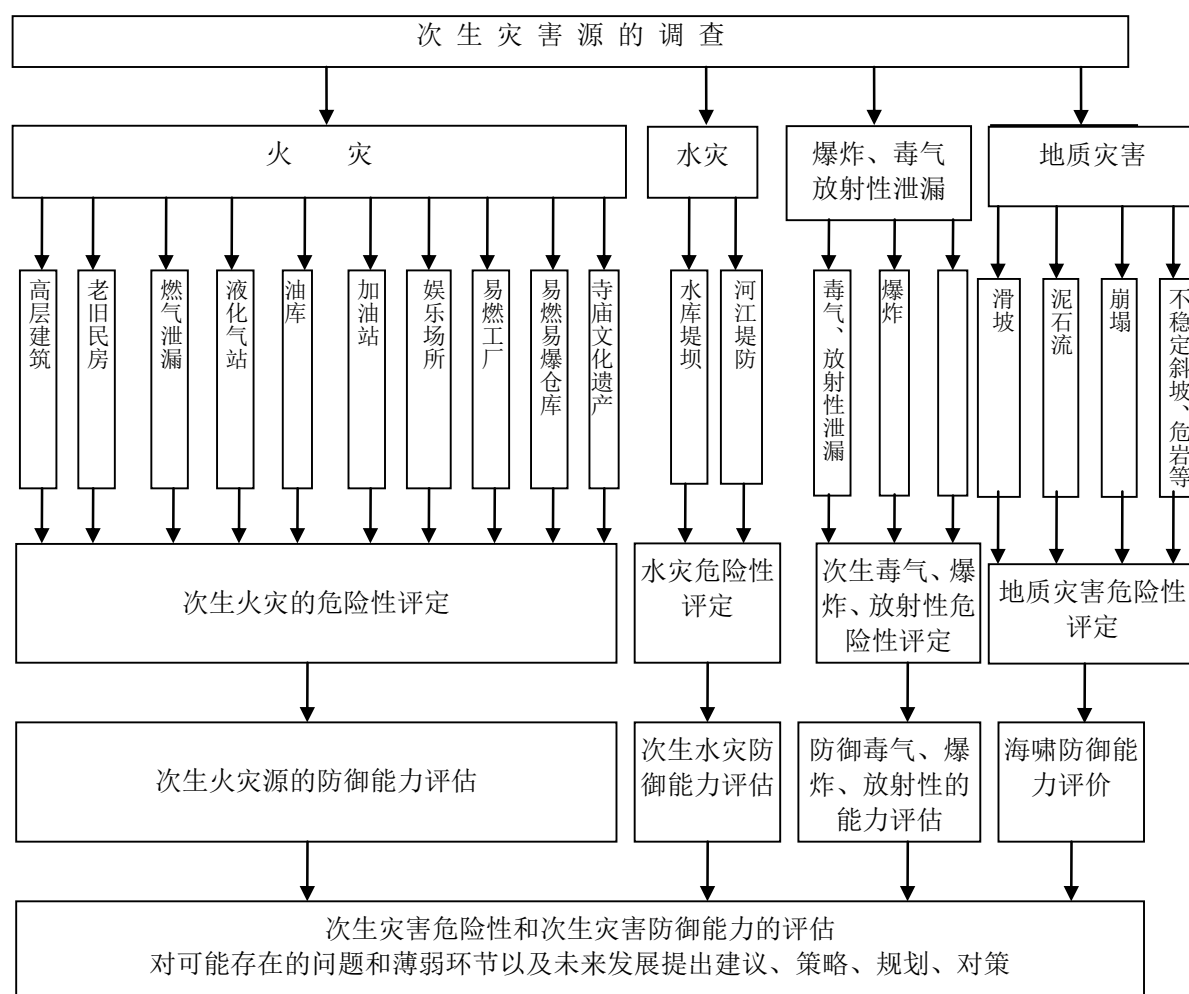 次生灾害源的调查
火 灾
水灾
爆炸、毒气
放射性泄漏
地质灾害
高层建筑
老旧民房
燃气泄漏
液化气站
油库
加油站
娱乐场所
易燃工厂
易燃易爆仓库
寺庙文化遗产
水库堤坝
河江堤防
毒气、放射性泄漏
爆炸
滑坡
泥石流
崩塌
不稳定斜坡、危岩等
次生火灾的危险性评定
水灾危险性
评定
次生毒气、爆
炸、放射性危
险性评定
地质灾害危险性
评定
次生火灾源的防御能力评估
次生水灾防
御能力评估
防御毒气、爆
炸、放射性的
能力评估
海啸防御能
力评价
次生灾害危险性和次生灾害防御能力的评估
对可能存在的问题和薄弱环节以及未来发展提出建议、策略、规划、对策